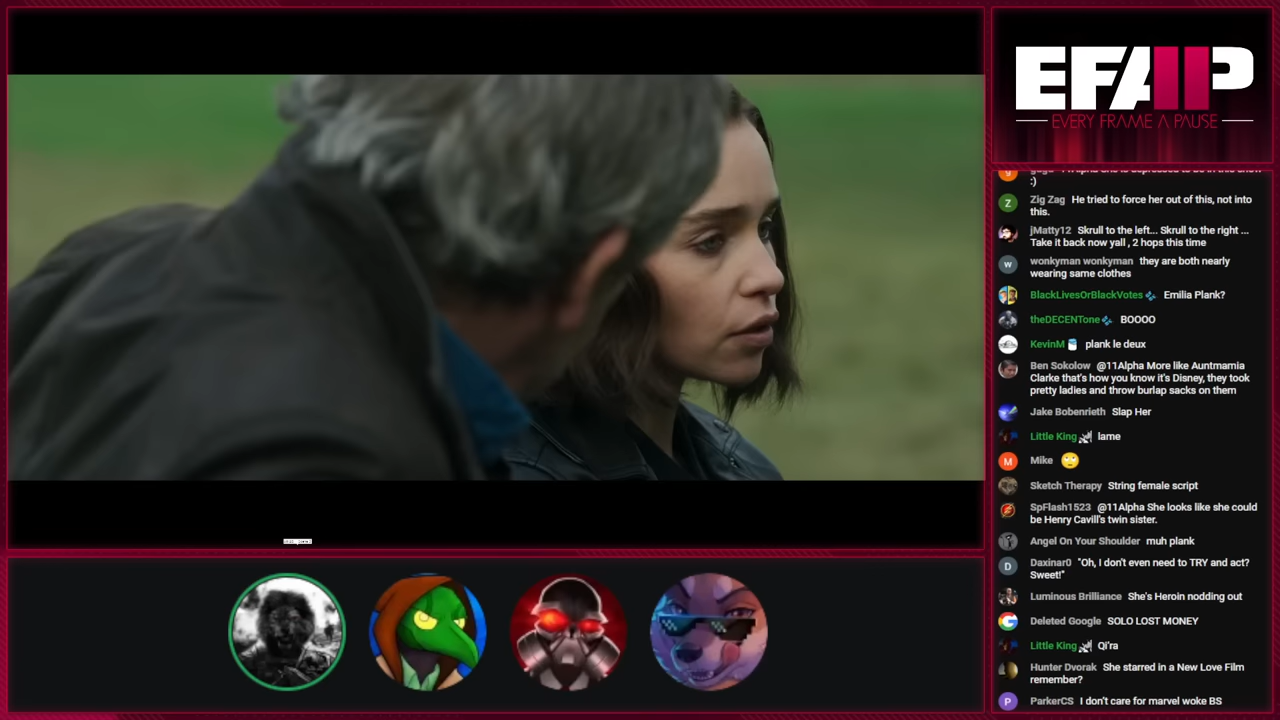 EFAP
EVERY FRAME A PAUSE
:)
Zig Zag He tried to force her out of this, not into
this.
jMatty12 Skrull to the left... Skrull to the right ...
Take it back now yall , 2 hops this time
wonkyman wonkyman they are both nearly
wearing same clothes
BlackLivesOrBlackVotes Emilia Plank?
theDECENTone BOOOO
KevinM plank le deux
Ben Sokolow @11Alpha More like Auntmamia
Clarke that's how you know it's Disney, they took
pretty ladies and throw burlap sacks on them
Jake Bobenrieth Slap Her
Little King lame
M Mike
Sketch Therapy String female script
SpFlash1523 @11Alpha She looks like she could
be Henry Cavill's twin sister.
Angel On Your Shoulder muh plank
D Daxinar0 "Oh, I don't even need to TRY and act?
Sweet!"
Luminous Brilliance She's Heroin nodding out
Deleted Google SOLO LOST MONEY
Little King Qi'ra
Hunter Dvorak She starred in a New Love Film
remember?
P ParkerCS I don't care for marvel woke BS